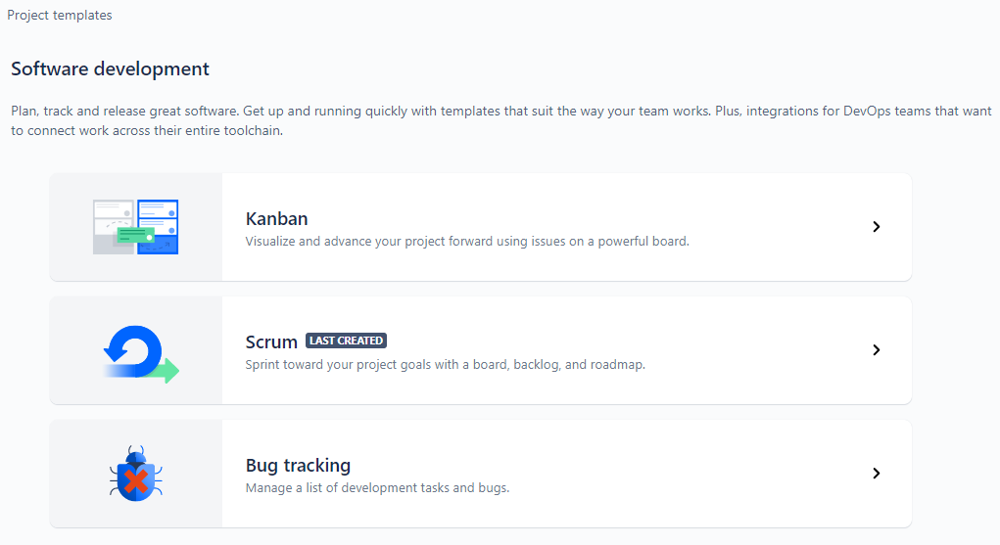 Project templates
Software development
Plan, track and release great software. Get up and running quickly with templates that suit the way your team works. Plus, integrations for DevOps teams that want
to connect work across their entire toolchain.
Kanban
Visualize and advance your project forward using issues on a powerful board.
Scrum LAST CREATED
Sprint toward your project goals with a board, backlog, and roadmap.
Bug tracking
Manage a list of development tasks and bugs.